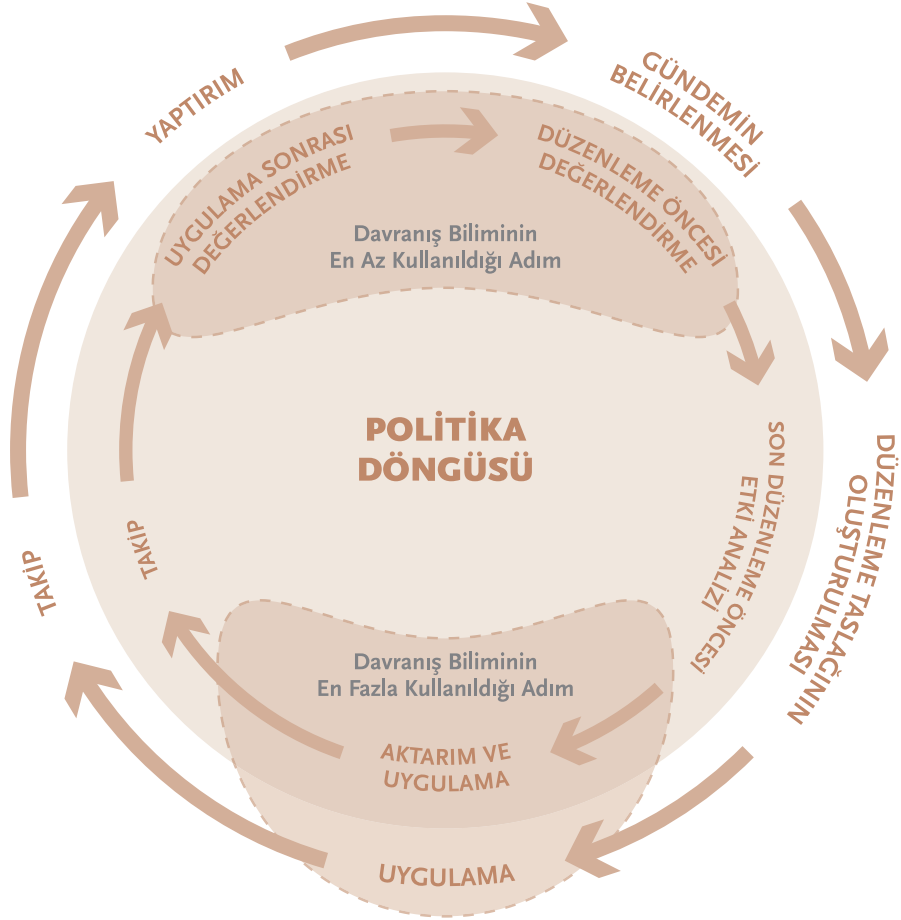 YAPTIRIM
GÜNDEMİN
BELİRLENMESİ
UYGULAMA SONRASI
DEĞERLENDİRME
DÜZENLEME ÖNCESİ
DEĞERLENDİRME
Davranış Biliminin
En Az Kullanıldığı Adım
POLİTİKA
DÖNGÜSÜ
SON DÜZENLEME ÖNCESİ
ETKİ ANALİZİ
DÜZENLEME TASLAĞININ
OLUŞTURULMASI
TAKİP
TAKİP
Davranış Biliminin
En Fazla Kullanıldığı Adım
AKTARIM VE
UYGULAMA
UYGULAMA